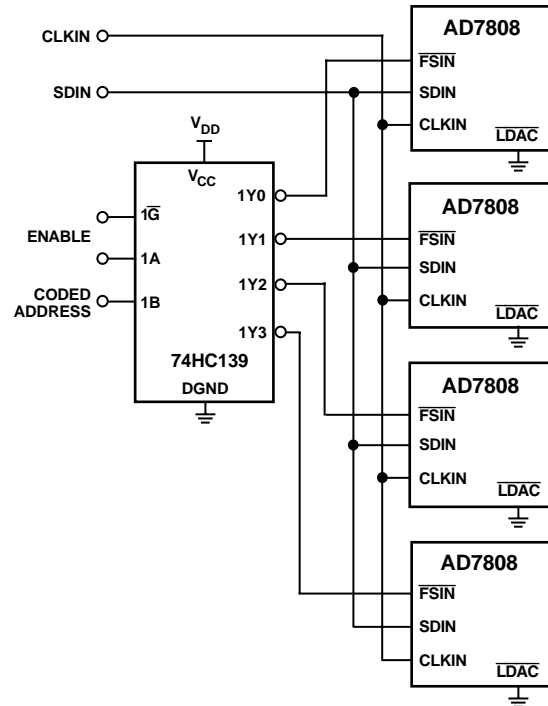 CLKIN
SDIN
VDD
VCC
1G
ENABLE
1A
CODED
ADDRESS
1B
1Y0
1Y1
1Y2
1Y3
74HC139
DGND
AD7808
FSIN
SDIN
CLKIN
LDAC
AD7808
FSIN
SDIN
CLKIN
LDAC
AD7808
FSIN
SDIN
CLKIN
LDAC
AD7808
FSIN
SDIN
CLKIN
LDAC